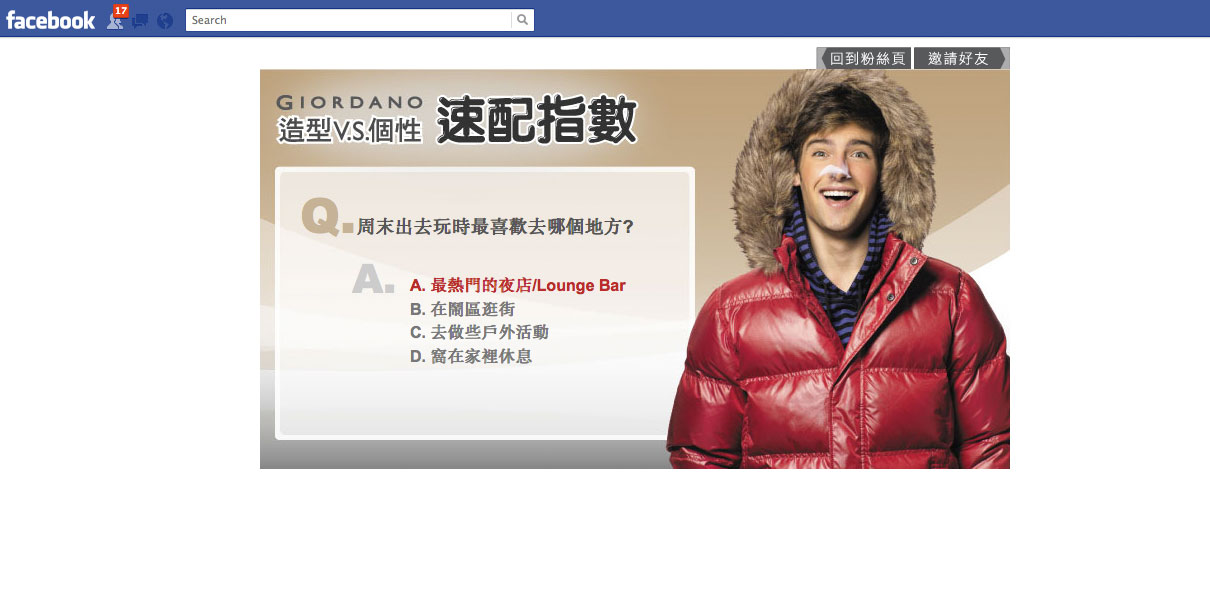 facebook
17
Search
回到粉絲頁
邀請好友
GIORDANO
造型V.S.個性 速配指數
Q.周末出去玩時最喜歡去哪個地方?
A.
A. 最熱門的夜店/Lounge Bar
B. 在鬧區逛街
C. 去做些戶外活動
D. 窩在家裡休息